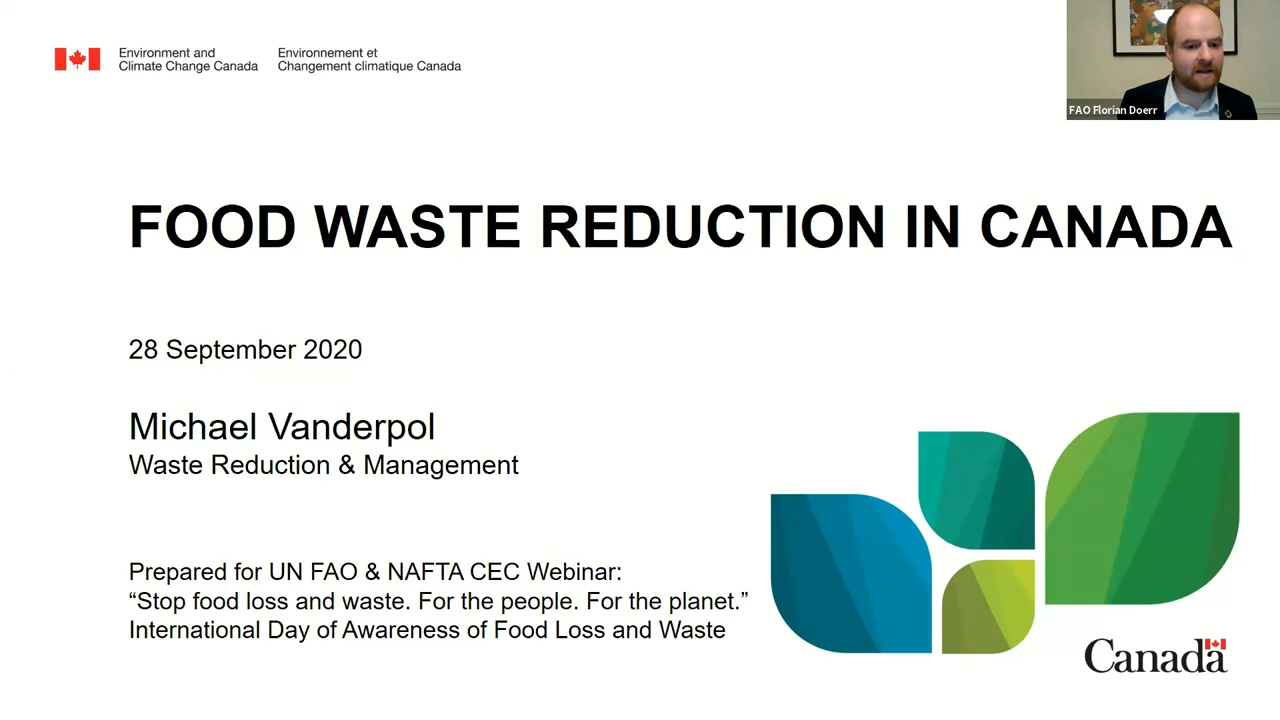 Environment and
Climate Change Canada
Environnement et
Changement climatique Canada
FAO Florian Doerr
FOOD WASTE REDUCTION IN CANADA
28 September 2020
Michael Vanderpol
Waste Reduction & Management
Prepared for UN FAO & NAFTA CEC Webinar:
“Stop food loss and waste. For the people. For the planet.”
International Day of Awareness of Food Loss and Waste
Canada